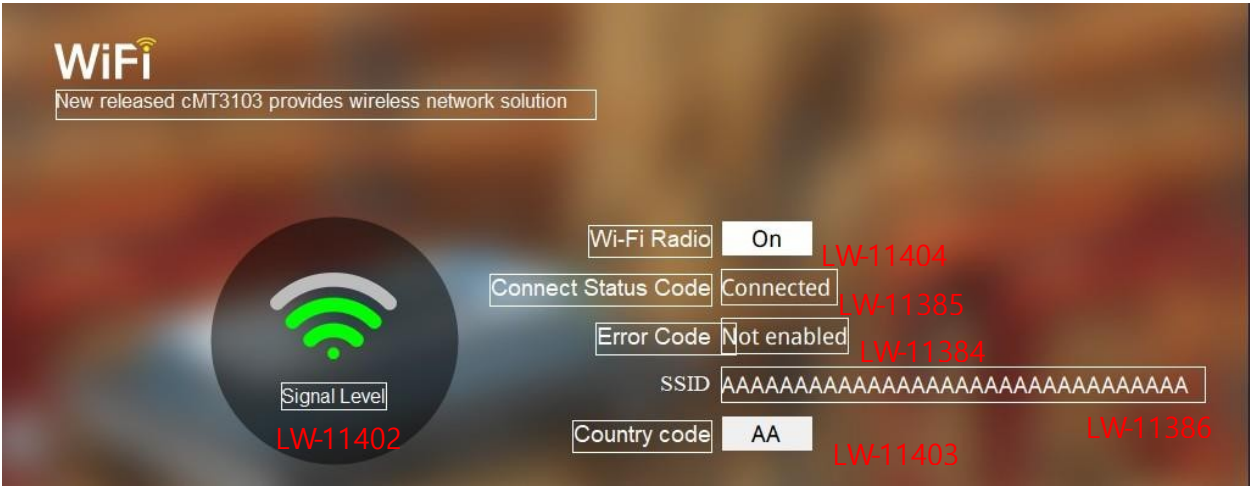 WiFi
New released cMT3103 provides wireless network solution
Wi-Fi Radio On LW-11404
Connect Status Code Connected LW-11385
Error Code Not enabled LW-11384
SSID AAAAAAAAAAAAAAAAAAAAAAAAAAAAAAAA LW-11386
Signal Level
LW-11402
Country code AA LW-11403